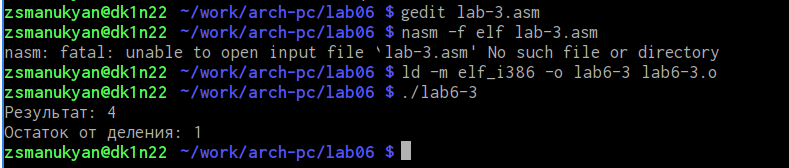 zsmanukyan@dk1n22 ~/work/arch-pc/lab06 $ gedit lab-3.asm
zsmanukyan@dk1n22 ~/work/arch-pc/lab06 $ nasm -f elf lab-3.asm
nasm: fatal: unable to open input file `lab-3.asm' No such file or directory
zsmanukyan@dk1n22 ~/work/arch-pc/lab06 $ ld -m elf_i386 -o lab6-3 lab6-3.o
zsmanukyan@dk1n22 ~/work/arch-pc/lab06 $ ./lab6-3
Результат: 4
Остаток от деления: 1
zsmanukyan@dk1n22 ~/work/arch-pc/lab06 $